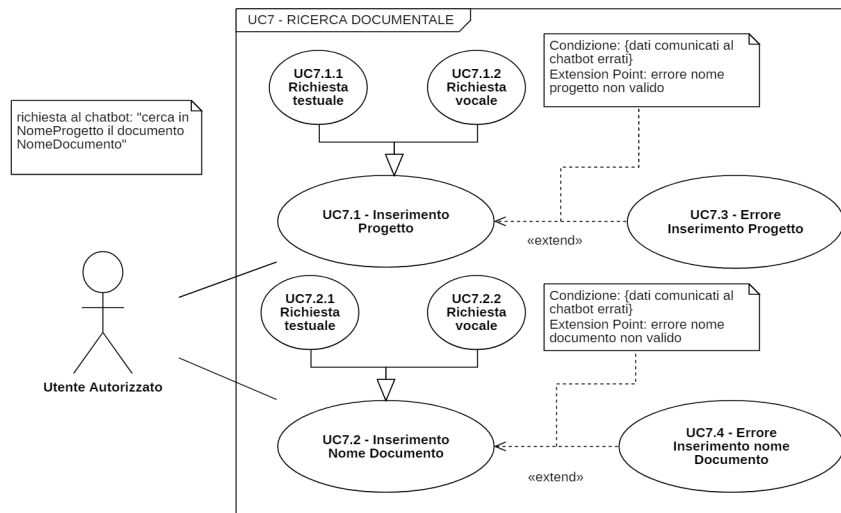 UC7 - RICERCA DOCUMENTALE
UC7.1.1
Richiesta
testuale
UC7.1.2
Richiesta
vocale
Condizione: {dati comunicati al
chatbot errati}
Extension Point: errore nome
progetto non valido
richiesta al chatbot: "cerca in
NomeProgetto il documento
NomeDocumento"
UC7.1 - Inserimento
Progetto
UC7.3 - Errore
Inserimento Progetto
«extend»
UC7.2.1
Richiesta
testuale
UC7.2.2
Richiesta
vocale
Condizione: {dati comunicati al
chatbot errati}
Extension Point: errore nome
documento non valido
Utente Autorizzato
UC7.2 - Inserimento
Nome Documento
UC7.4 - Errore
Inserimento nome
Documento
«extend»